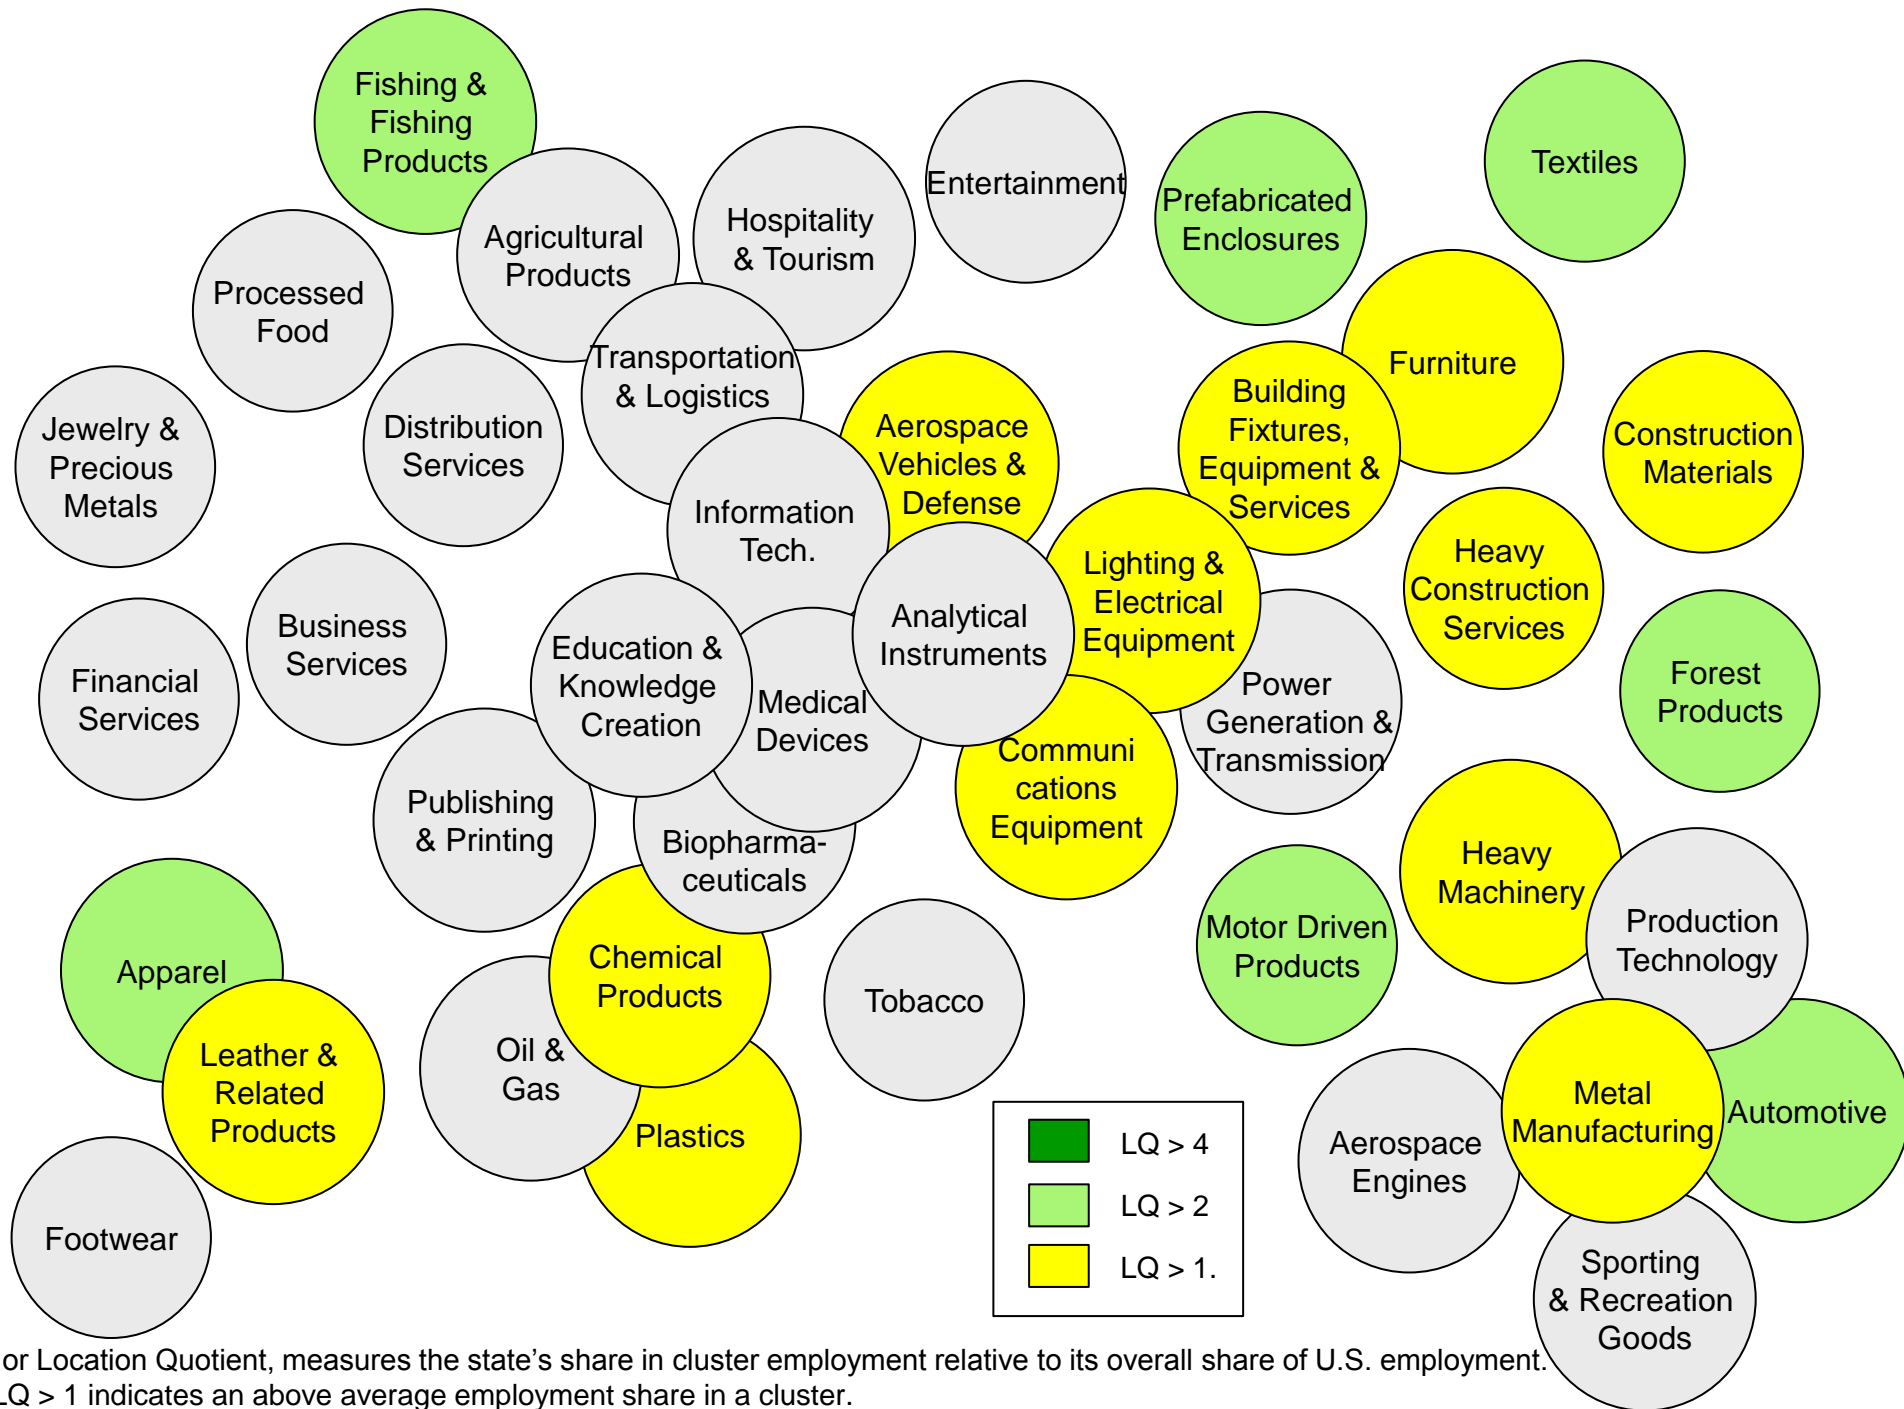 Fishing &
Fishing
Products
Textiles
Entertainment
Prefabricated
Enclosures
Hospitality
& Tourism
Agricultural
Products
Processed
Food
Transportation
& Logistics
Furniture
Building
Fixtures,
Equipment &
Services
Construction
Materials
Jewelry &
Precious
Metals
Distribution
Services
Aerospace
Vehicles &
Defense
Information
Tech.
Heavy
Construction
Services
Lighting &
Electrical
Equipment
Analytical
Instruments
Business
Services
Education &
Knowledge
Creation
Financial
Services
Medical
Devices
Power
Generation &
Transmission
Forest
Products
Communi
cations
Equipment
Publishing
& Printing
Biopharma-
ceuticals
Heavy
Machinery
Production
Technology
Motor Driven
Products
Apparel
Chemical
Products
Tobacco
Leather &
Related
Products
Oil &
Gas
Plastics
Metal
Manufacturing
Automotive
Aerospace
Engines
Footwear
Sporting
& Recreation
Goods
LQ > 4
LQ > 2
LQ > 1.
or Location Quotient, measures the state’s share in cluster employment relative to its overall share of U.S. employment.
LQ > 1 indicates an above average employment share in a cluster.